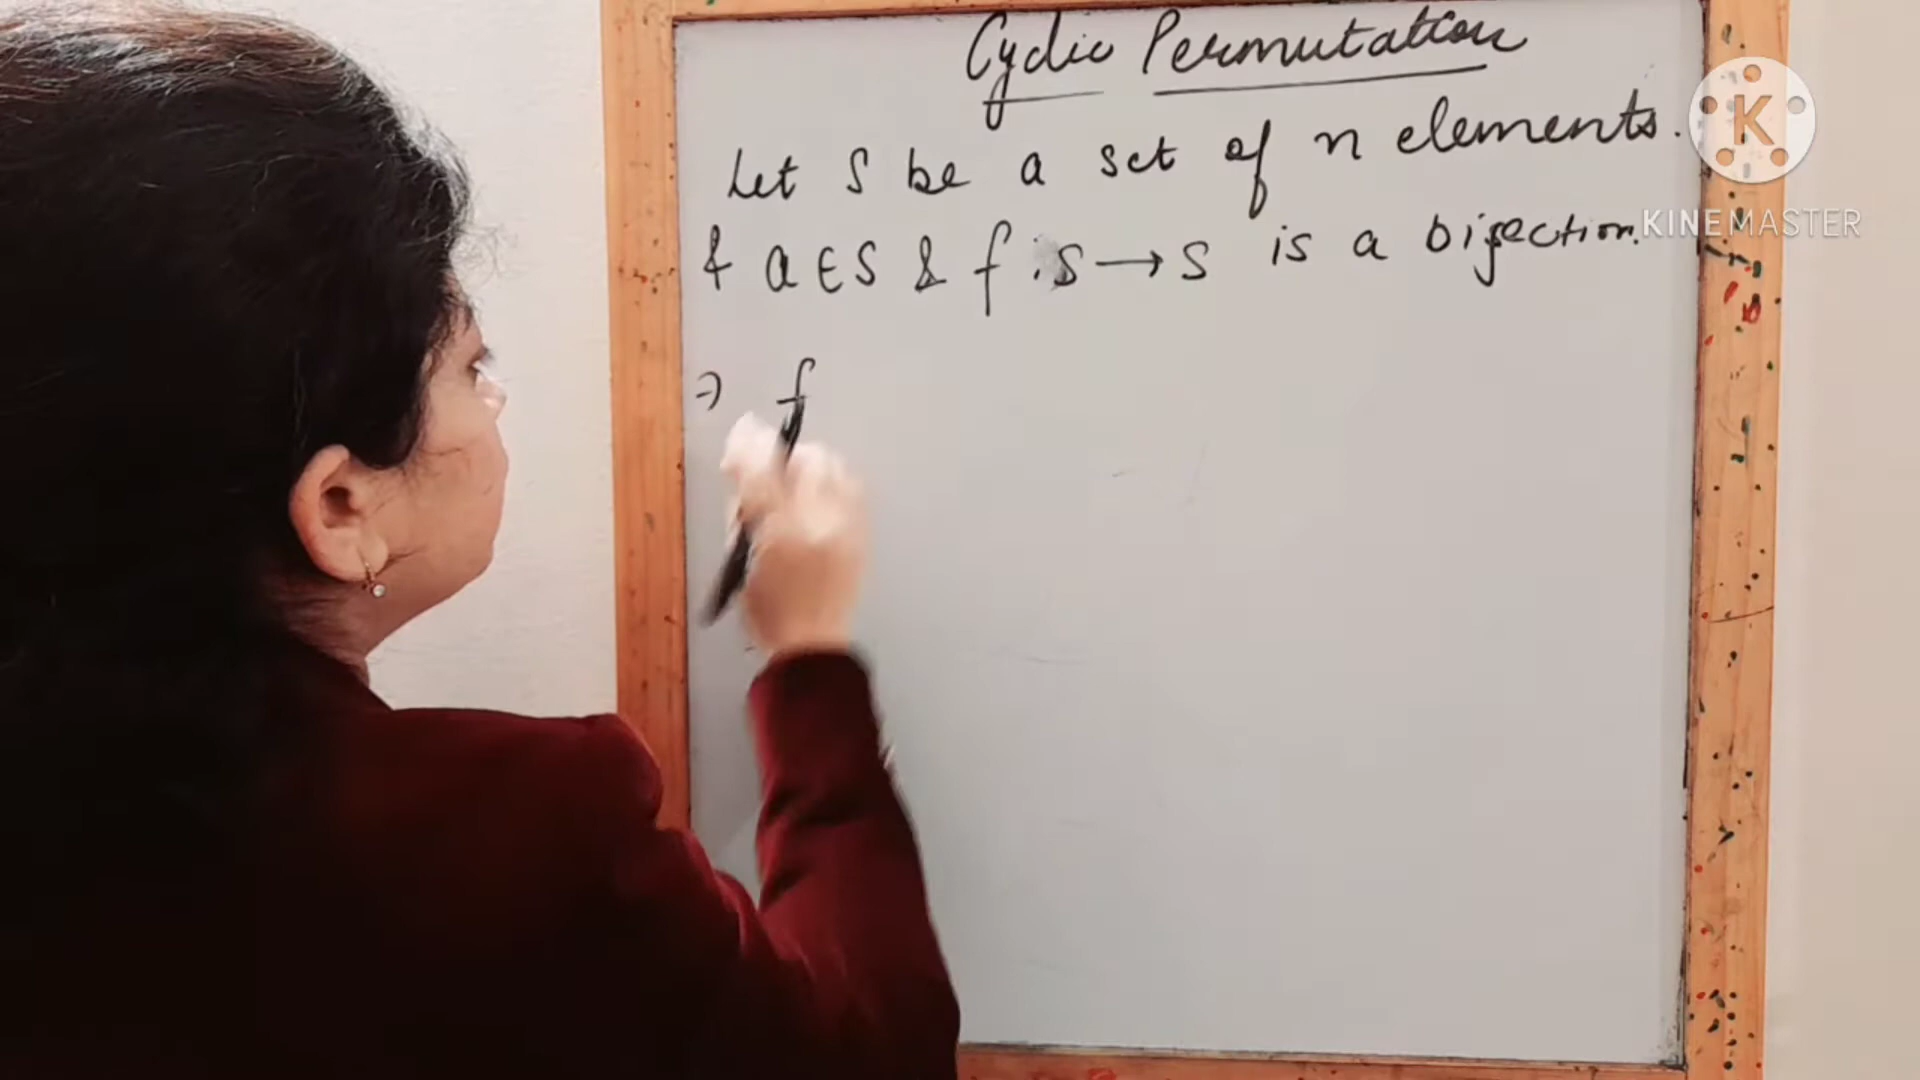 Cyclic Permutation
Let S be a set of n elements.
& a ∈ S & f : S → S is a bijection.
⇒ f
K
KINEMASTER